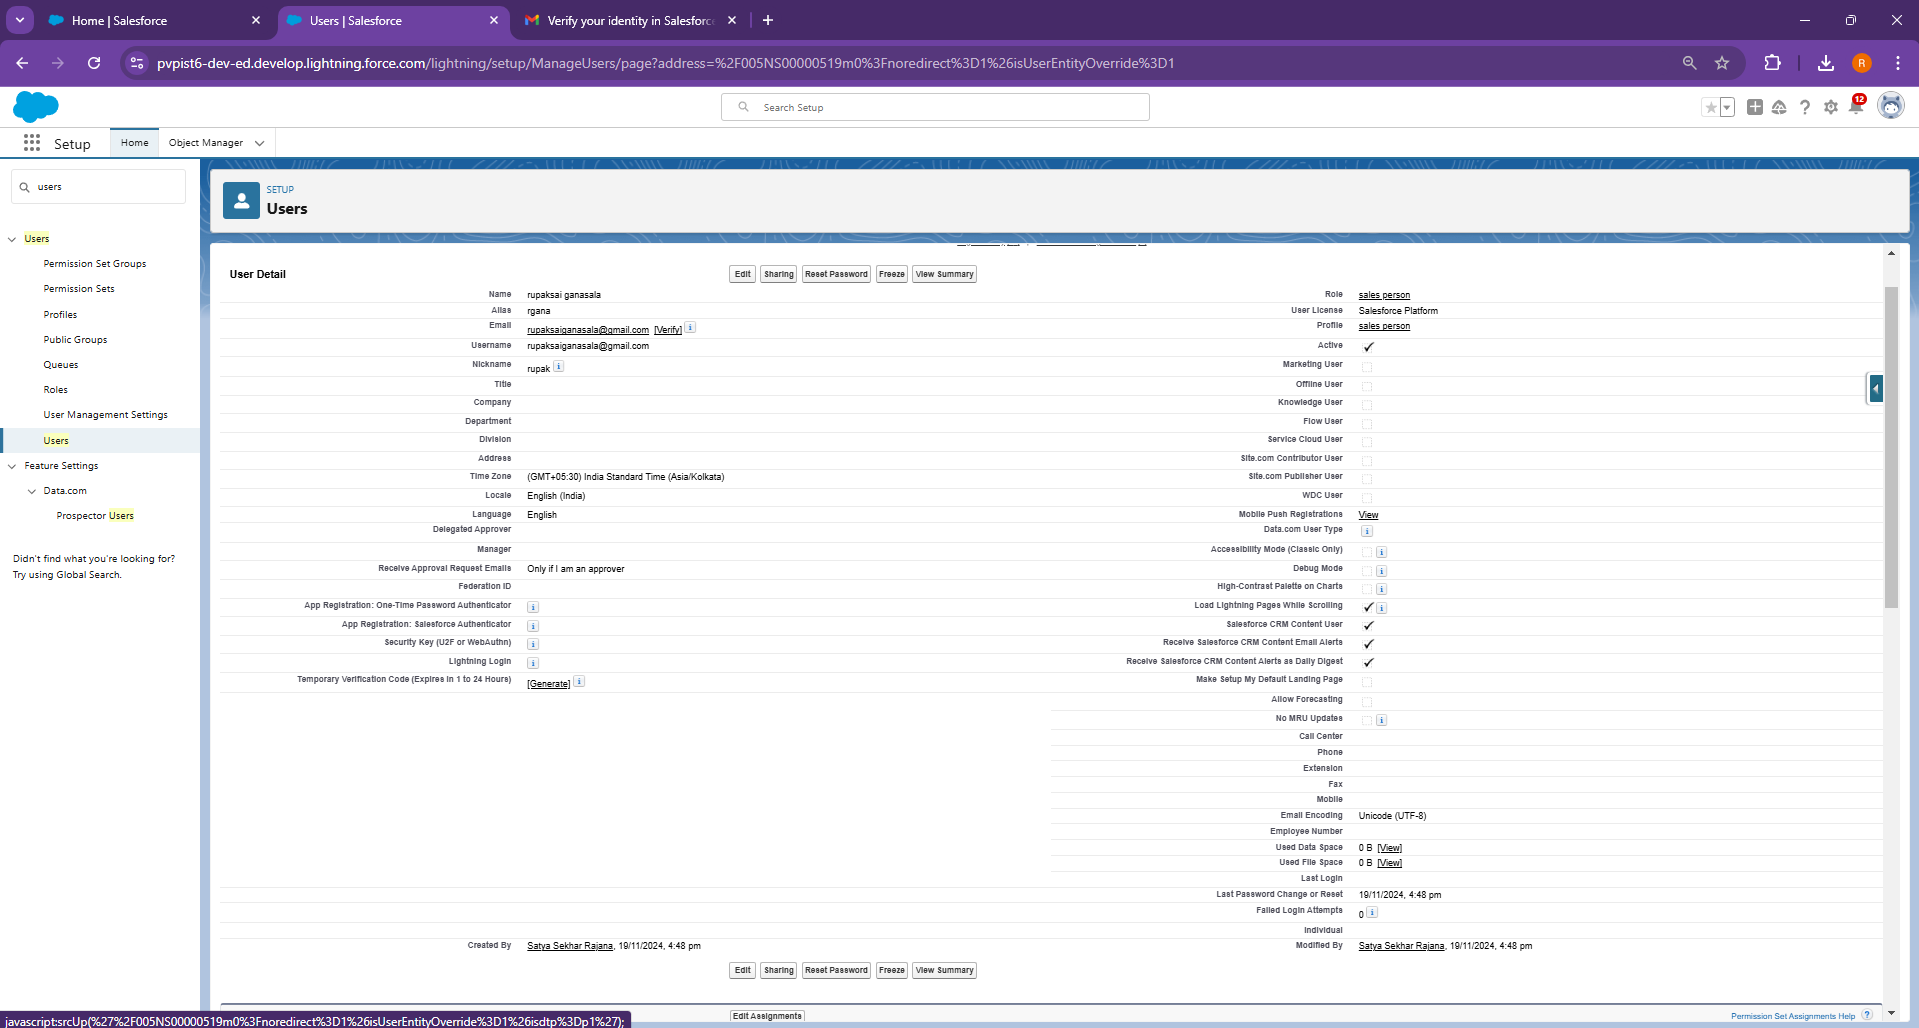 Home | Salesforce
Users | Salesforce
Verify your identity in Salesforc
pvpist6-dev-ed.develop.lightning.force.com/lightning/setup/ManageUsers/page?address=%2F005NS00000519m0%3Fnoredirect%3D1%26isUserEntityOverride%3D1
R
Search Setup
12
Setup
Home
Object Manager
users
SETUP
Users
Users
Permission Set Groups
Permission Sets
Profiles
Public Groups
Queues
Roles
User Management Settings
Users
Feature Settings
Data.com
Prospector Users
Didn't find what you're looking for?
Try using Global Search.
User Detail
Edit Sharing Reset Password Freeze View Summary
Name rupaksai ganasala Role sales person
Alias rgana User License Salesforce Platform
Email rupaksaiganasala@gmail.com [Verify] i Profile sales person
Username rupaksaiganasala@gmail.com Active ✓
Nickname rupak i Marketing User
Title Offline User
Company Knowledge User
Department Flow User
Division Service Cloud User
Address Site.com Contributor User
Time Zone (GMT+05:30) India Standard Time (Asia/Kolkata) Site.com Publisher User
Locale English (India) WDC User
Language English Mobile Push Registrations View
Delegated Approver Data.com User Type i
Manager Accessibility Mode (Classic Only) i
Receive Approval Request Emails Only if I am an approver Debug Mode i
Federation ID High-Contrast Palette on Charts i
App Registration: One-Time Password Authenticator i Load Lightning Pages While Scrolling ✓ i
App Registration: Salesforce Authenticator i Salesforce CRM Content User ✓
Security Key (U2F or WebAuthn) i Receive Salesforce CRM Content Email Alerts ✓
Lightning Login i Receive Salesforce CRM Content Alerts as Daily Digest ✓
Temporary Verification Code (Expires in 1 to 24 Hours) [Generate] i Make Setup My Default Landing Page
Allow Forecasting
No MRU Updates i
Call Center
Phone
Extension
Fax
Mobile
Email Encoding Unicode (UTF-8)
Employee Number
Used Data Space 0 B [View]
Used File Space 0 B [View]
Last Login
Last Password Change or Reset 19/11/2024, 4:48 pm
Failed Login Attempts 0 i
Individual
Created By Satya Sekhar Rajana, 19/11/2024, 4:48 pm Modified By Satya Sekhar Rajana, 19/11/2024, 4:48 pm
Edit Sharing Reset Password Freeze View Summary
Edit Assignments
Permission Set Assignments Help ?
javascript:srcUp(%27%2F005NS00000519m0%3Fnoredirect%3D1%26isUserEntityOverride%3D1%26isdtp%3Dp1%27);